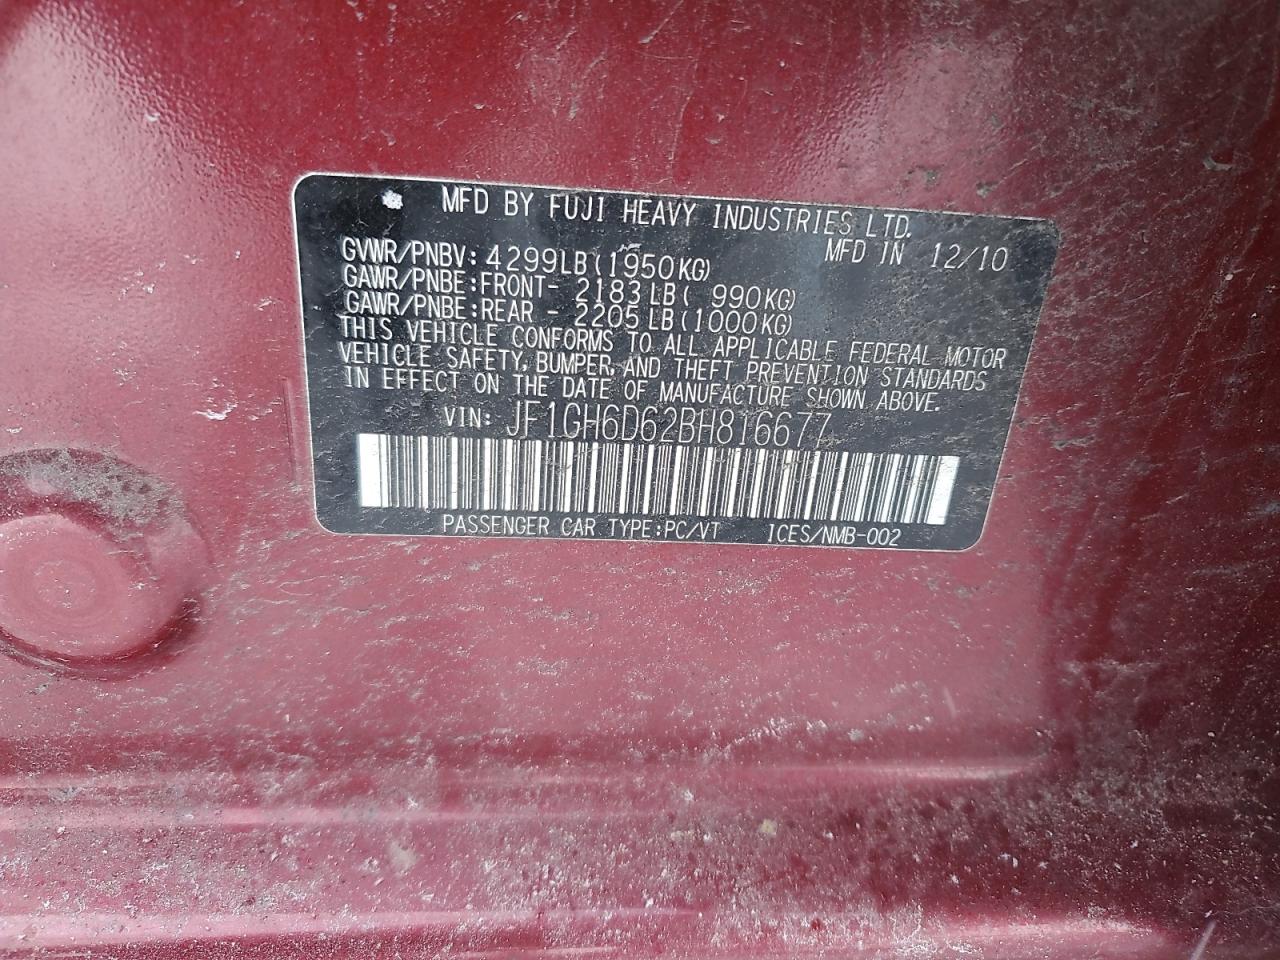 MFD BY FUJI HEAVY INDUSTRIES LTD.
MFD IN 12/10
GVWR/PNBV: 4299LB(1950KG)
GAWR/PNBE:FRONT- 2183LB( 990KG)
GAWR/PNBE:REAR - 2205LB(1000KG)
THIS VEHICLE CONFORMS TO ALL APPLICABLE FEDERAL MOTOR
VEHICLE SAFETY, BUMPER, AND THEFT PREVENTION STANDARDS
IN EFFECT ON THE DATE OF MANUFACTURE SHOWN ABOVE.
VIN: JF1GH6D62BH816677
PASSENGER CAR TYPE:PC/VT ICES/NMB-002